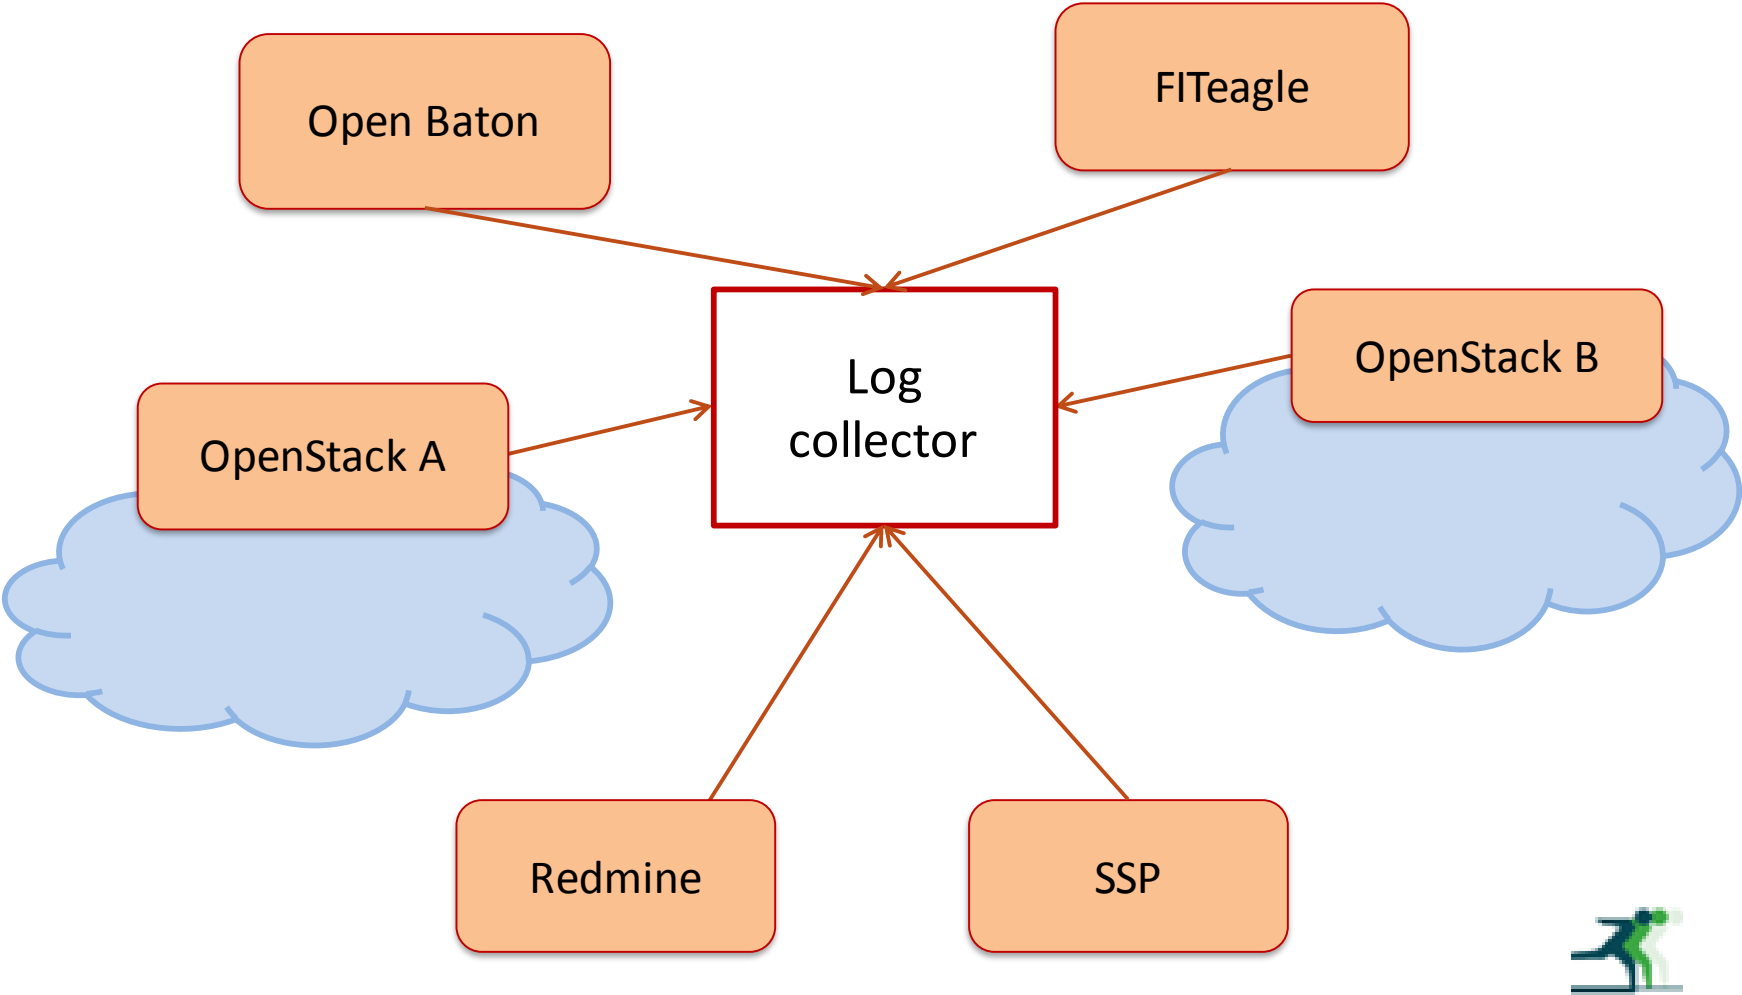 Open Baton
FITeagle
Log
collector
OpenStack B
OpenStack A
Redmine
SSP